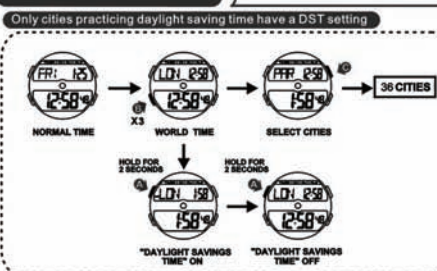 Only cities practicing daylight saving time have a DST setting
FR: 1:25
12:58
LON 12:58
12:58
PAR 12:58
1:58
C
36 CITIES
B
X3
NORMAL TIME
WORLD TIME
SELECT CITIES
HOLD FOR
2 SECONDS
HOLD FOR
2 SECONDS
A
LON 1:58
1:58
A
LON 12:58
12:58
"DAYLIGHT SAVINGS
TIME" ON
"DAYLIGHT SAVINGS
TIME" OFF